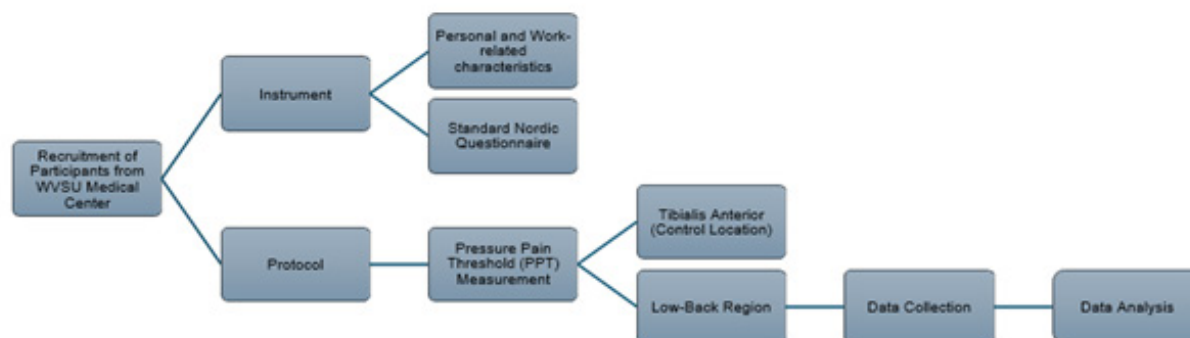 Personal and Work-
related
characteristics
Instrument
Standard Nordic
Questionnaire
Recruitment of
Participants from
WVSU Medical
Center
Tibialis Anterior
(Control Location)
Protocol
Pressure Pain
Threshold (PPT)
Measurement
Low-Back Region
Data Collection
Data Analysis